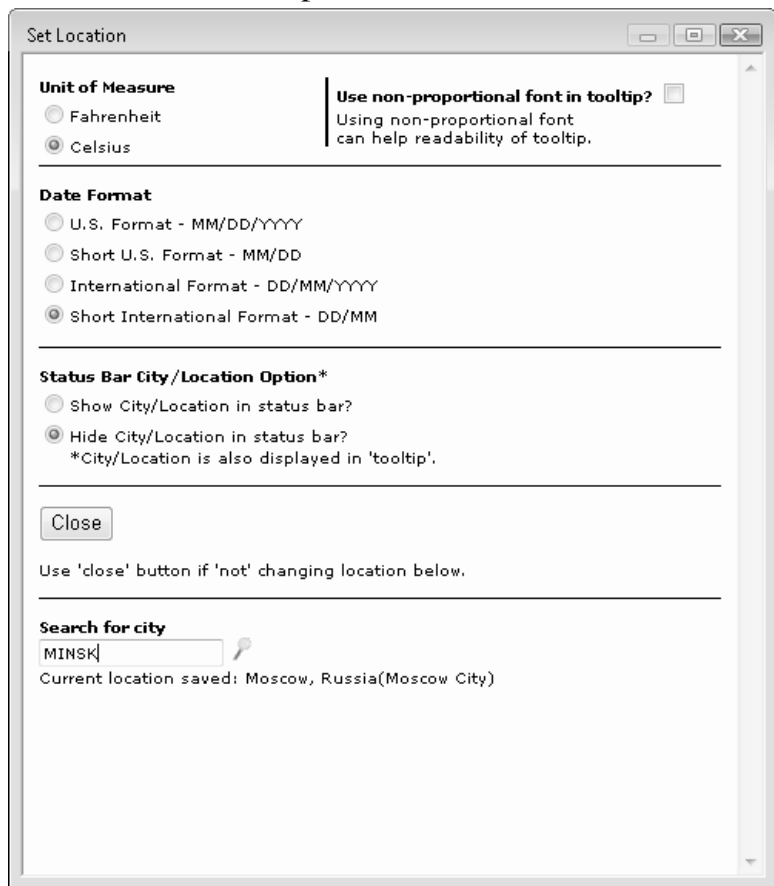 Set Location
Unit of Measure
Fahrenheit
Celsius
Use non-proportional font in tooltip?
Using non-proportional font
can help readability of tooltip.
Date Format
U.S. Format - MM/DD/YYYY
Short U.S. Format - MM/DD
International Format - DD/MM/YYYY
Short International Format - DD/MM
Status Bar City/Location Option*
Show City/Location in status bar?
Hide City/Location in status bar?
*City/Location is also displayed in 'tooltip'.
Close
Use 'close' button if 'not' changing location below.
Search for city
MINSK
Current location saved: Moscow, Russia(Moscow City)